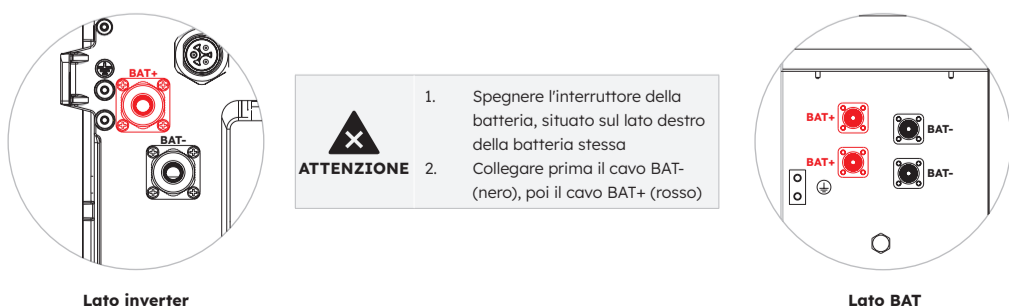 BAT+
BAT-
ATTENZIONE
1. Spegnere l'interruttore della
batteria, situato sul lato destro
della batteria stessa
2. Collegare prima il cavo BAT-
(nero), poi il cavo BAT+ (rosso)
BAT+
BAT-
BAT+
BAT-
Lato inverter
Lato BAT